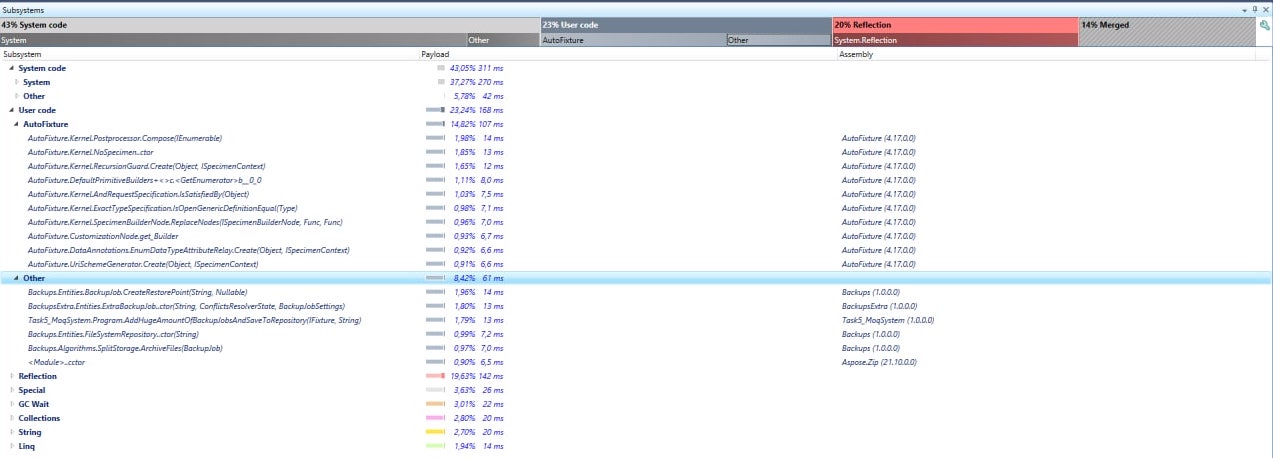 Subsystems
43% System code 23% User code 20% Reflection 14% Merged
System Other AutoFixture Other System.Reflection
Subsystem Payload Assembly
System code 43,05% 311 ms
System 37,27% 270 ms
Other 5,78% 42 ms
User code 23,24% 168 ms
AutoFixture 14,82% 107 ms
AutoFixture.Kernel.Postprocessor.Compose(IEnumerable) 1,98% 14 ms AutoFixture (4.17.0.0)
AutoFixture.Kernel.NoSpecimen..ctor 1,85% 13 ms AutoFixture (4.17.0.0)
AutoFixture.Kernel.RecursionGuard.Create(Object, ISpecimenContext) 1,65% 12 ms AutoFixture (4.17.0.0)
AutoFixture.DefaultPrimitiveBuilders+<>c.<GetEnumerator>b__0_0 1,11% 8,0 ms AutoFixture (4.17.0.0)
AutoFixture.Kernel.AndRequestSpecification.IsSatisfiedBy(Object) 1,03% 7,5 ms AutoFixture (4.17.0.0)
AutoFixture.Kernel.ExactTypeSpecification.IsOpenGenericDefinitionEqual(Type) 0,98% 7,1 ms AutoFixture (4.17.0.0)
AutoFixture.Kernel.SpecimenBuilderNode.ReplaceNodes(ISpecimenBuilderNode, Func, Func) 0,96% 7,0 ms AutoFixture (4.17.0.0)
AutoFixture.CustomizationNode.get_Builder 0,93% 6,7 ms AutoFixture (4.17.0.0)
AutoFixture.DataAnnotations.EnumDataTypeAttributeRelay.Create(Object, ISpecimenContext) 0,92% 6,6 ms AutoFixture (4.17.0.0)
AutoFixture.UriSchemeGenerator.Create(Object, ISpecimenContext) 0,91% 6,6 ms AutoFixture (4.17.0.0)
Other 8,42% 61 ms
Backups.Entities.BackupJob.CreateRestorePoint(String, Nullable) 1,96% 14 ms Backups (1.0.0.0)
BackupsExtra.Entities.ExtraBackupJob..ctor(String, ConflictsResolverState, BackupJobSettings) 1,80% 13 ms BackupsExtra (1.0.0.0)
Task5_MoqSystem.Program.AddHugeAmountOfBackupJobsAndSaveToRepository(IFixture, String) 1,79% 13 ms Task5_MoqSystem (1.0.0.0)
Backups.Entities.FileSystemRepository..ctor(String) 0,99% 7,2 ms Backups (1.0.0.0)
Backups.Algorithms.SplitStorage.ArchiveFiles(BackupJob) 0,97% 7,0 ms Backups (1.0.0.0)
<Module>..cctor 0,90% 6,5 ms Aspose.Zip (21.10.0.0)
Reflection 19,63% 142 ms
Special 3,63% 26 ms
GC Wait 3,01% 22 ms
Collections 2,80% 20 ms
String 2,70% 20 ms
Linq 1,94% 14 ms